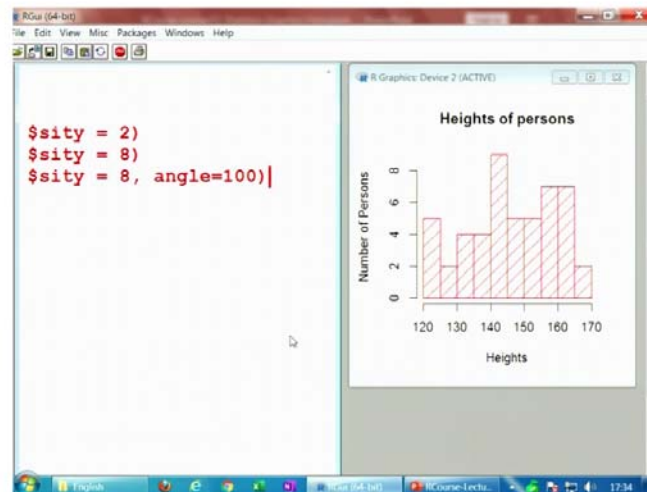 RGui (64-bit)
File Edit View Misc Packages Windows Help
$sity = 2)
$sity = 8)
$sity = 8, angle=100)
R Graphics: Device 2 (ACTIVE)
Heights of persons
Number of Persons
8
6
4
2
0
120 130 140 150 160 170
Heights
English
RGui (64-bit)
RCourse-Lectu...
17:34